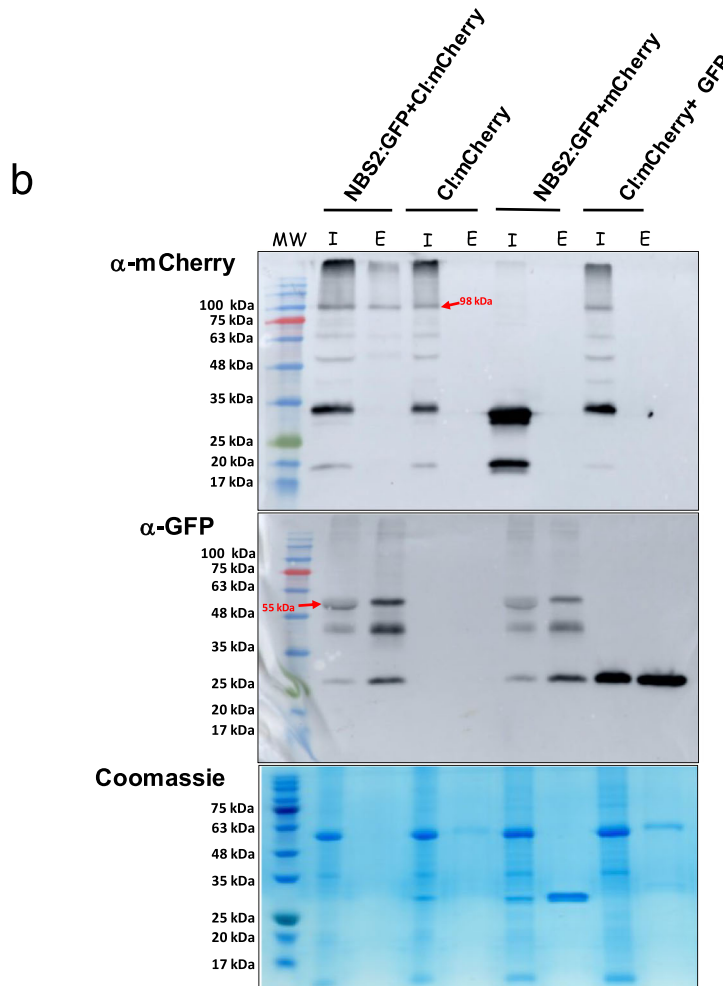 b
NBS2:GFP+CI:mCherry
CI:mCherry
NBS2:GFP+mCherry
CI:mCherry+ GFP
MW I E I E I E I E
α-mCherry
100 kDa
75 kDa
63 kDa
48 kDa
35 kDa
25 kDa
20 kDa
17 kDa
98 kDa
α-GFP
100 kDa
75 kDa
63 kDa
48 kDa
35 kDa
25 kDa
20 kDa
17 kDa
55 kDa
Coomassie
75 kDa
63 kDa
48 kDa
35 kDa
25 kDa
20 kDa
17 kDa